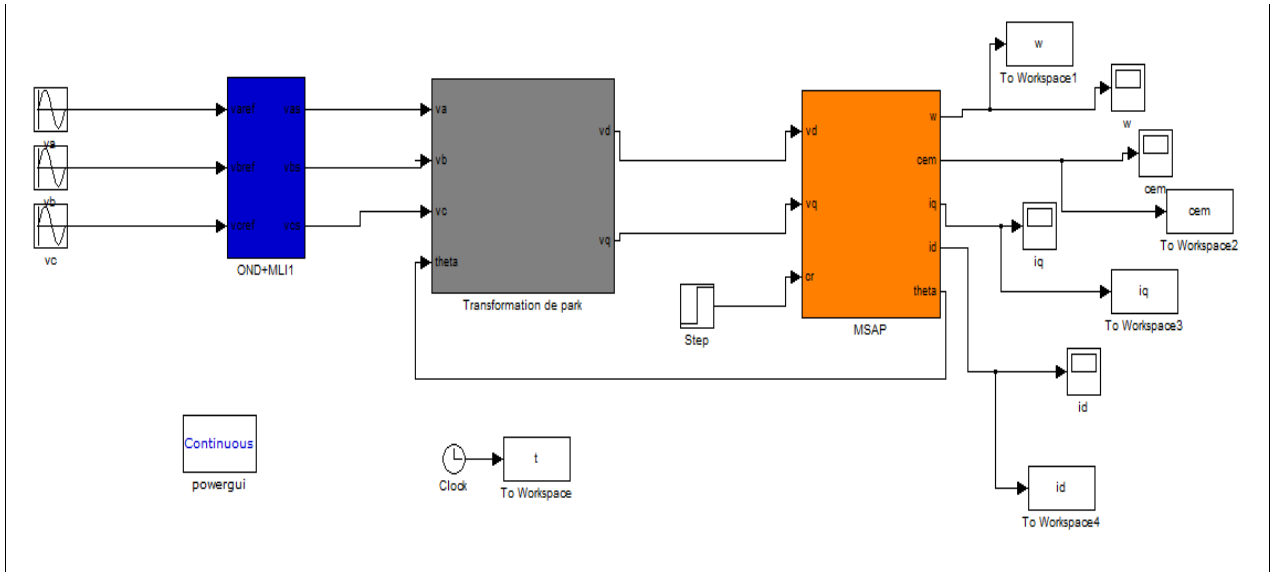 va
vb
vc
varef
vbref
vcref
vas
vbs
vcs
OND+MLI1
va
vb
vc
theta
vd
vq
Transformation de park
Step
vd
vq
cr
w
cem
iq
id
theta
MSAP
w
To Workspace1
w
cem
cem
To Workspace2
iq
iq
To Workspace3
id
id
To Workspace4
Continuous
powergui
Clock
t
To Workspace